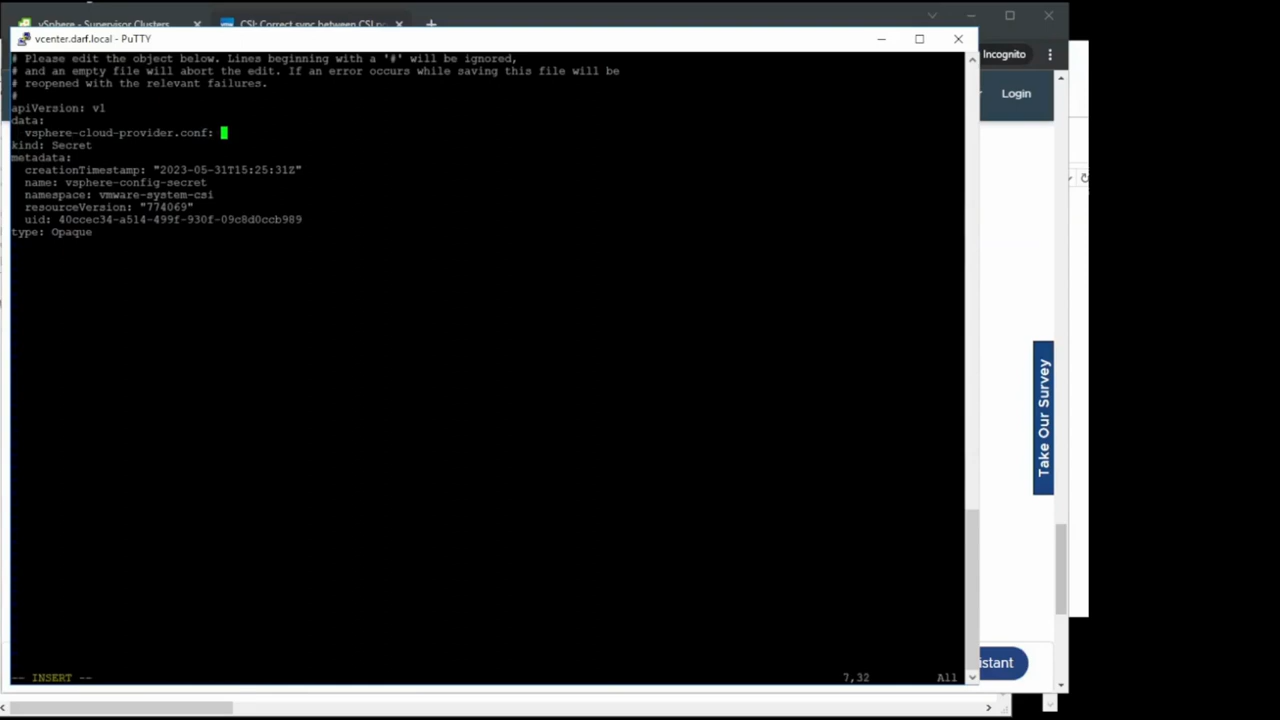 vSphere - Supervisor Clusters
CSI: Correct sync between CSI
vcenter.darf.local - PuTTY
Incognito
Login
# Please edit the object below. Lines beginning with a '#' will be ignored,
# and an empty file will abort the edit. If an error occurs while saving this file will be
# reopened with the relevant failures.
#
apiVersion: v1
data:
vsphere-cloud-provider.conf:
kind: Secret
metadata:
creationTimestamp: "2023-05-31T15:25:31Z"
name: vsphere-config-secret
namespace: vmware-system-csi
resourceVersion: "774069"
uid: 40ccec34-a514-499f-930f-09c8d0ccb989
type: Opaque
Take Our Survey
istant
-- INSERT --
7,32
All